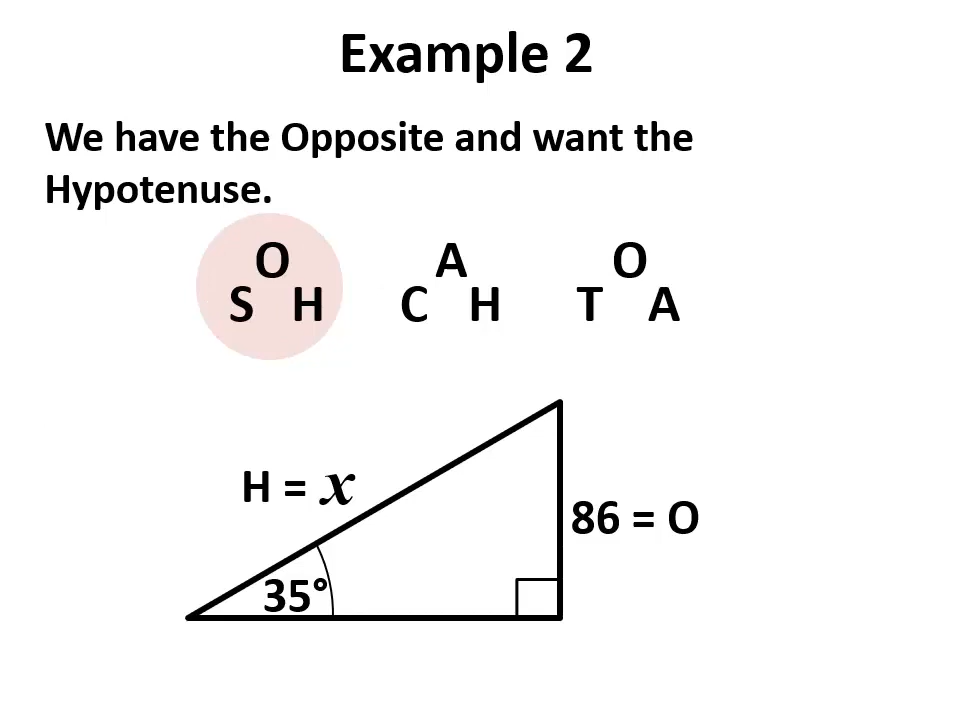 Example 2
We have the Opposite and want the
Hypotenuse.
O A O
S H C H T A
H = x
86 = O
35°